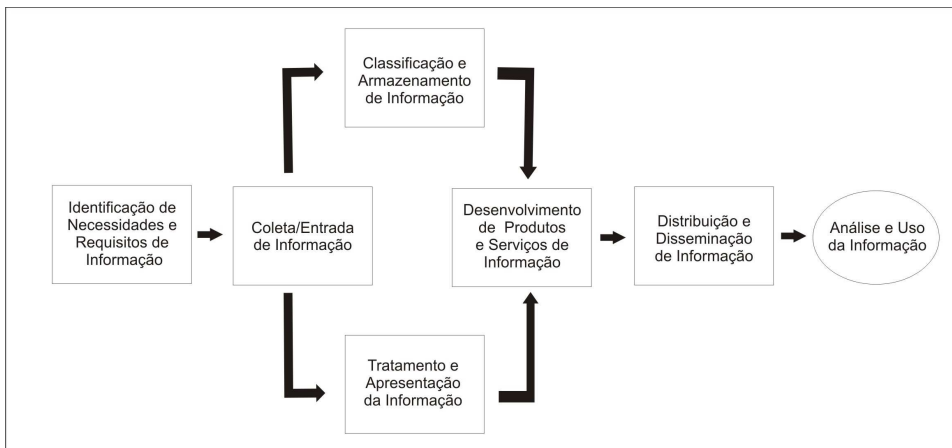 Identificação de
Necessidades e
Requisitos de
Informação
Coleta/Entrada
de Informação
Classificação e
Armazenamento
de Informação
Tratamento e
Apresentação
da Informação
Desenvolvimento
de Produtos
e Serviços de
Informação
Distribuição e
Disseminação
de Informação
Análise e Uso
da Informação